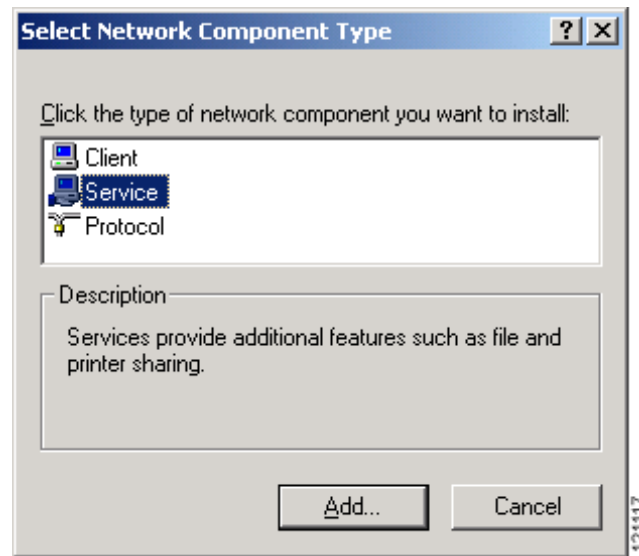 Select Network Component Type
Click the type of network component you want to install:
Client
Service
Protocol
Description
Services provide additional features such as file and
printer sharing.
Add...
Cancel